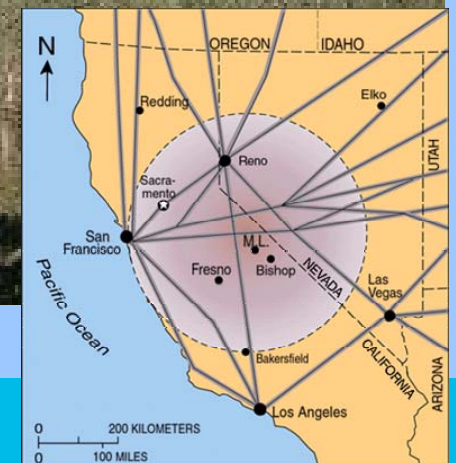 N
OREGON
IDAHO
Redding
Elko
Reno
UTAH
Sacra-
mento
San
Francisco
M.L.
Fresno
Bishop
NEVADA
Las
Vegas
Pacific Ocean
Bakersfield
CALIFORNIA
ARIZONA
Los Angeles
0
200 KILOMETERS
0
100 MILES